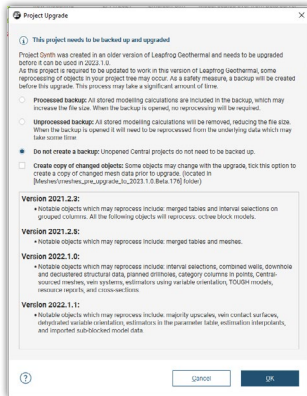 Project Upgrade
This project needs to be backed up and upgraded
Project Synth was created in an older version of Leapfrog Geothermal and needs to be upgraded
before it can be used in 2023.1.0.
As this project is required to be updated to work in this version of Leapfrog Geothermal, some
reprocessing of objects in your project tree may occur. As a safety measure, a backup will be created
before this upgrade. This process may take a significant amount of time.
Processed backup: All stored modelling calculations are included in the backup, which may
increase the file size. When the backup is opened, no reprocessing will be required.
Unprocessed backup: All stored modelling calculations will be removed, reducing the file size.
When the backup is opened it will need to be reprocessed from the underlying data which may
take some time.
Do not create a backup: Unopened Central projects do not need to be backed up.
Create copy of changed objects: Some objects may change with the upgrade, tick this option to
create a copy of changed mesh data prior to upgrade. (located in
[Meshes/meshes_pre_upgrade_to_2023.1.0.Beta.176] folder)
Version 2021.2.3:
• Notable objects which may reprocess include: merged tables and interval selections on
grouped columns. All the following objects will reprocess: octree block models.
Version 2021.2.5:
• Notable objects which may reprocess include: merged tables and meshes.
Version 2022.1.0:
• Notable objects which may reprocess include: interval selections, combined wells, downhole
and declustered structural data, planned drillholes, category columns in points, Central-
sourced meshes, vein systems, estimators using variable orientation, TOUGH models,
resource reports, and cross-sections
Version 2022.1.1:
• Notable objects which may reprocess include: majority upscales, vein contact surfaces,
dehydrated variable orientation, estimators in the parameter table, estimation interpolants,
and imported sub-blocked model data
Cancel
OK